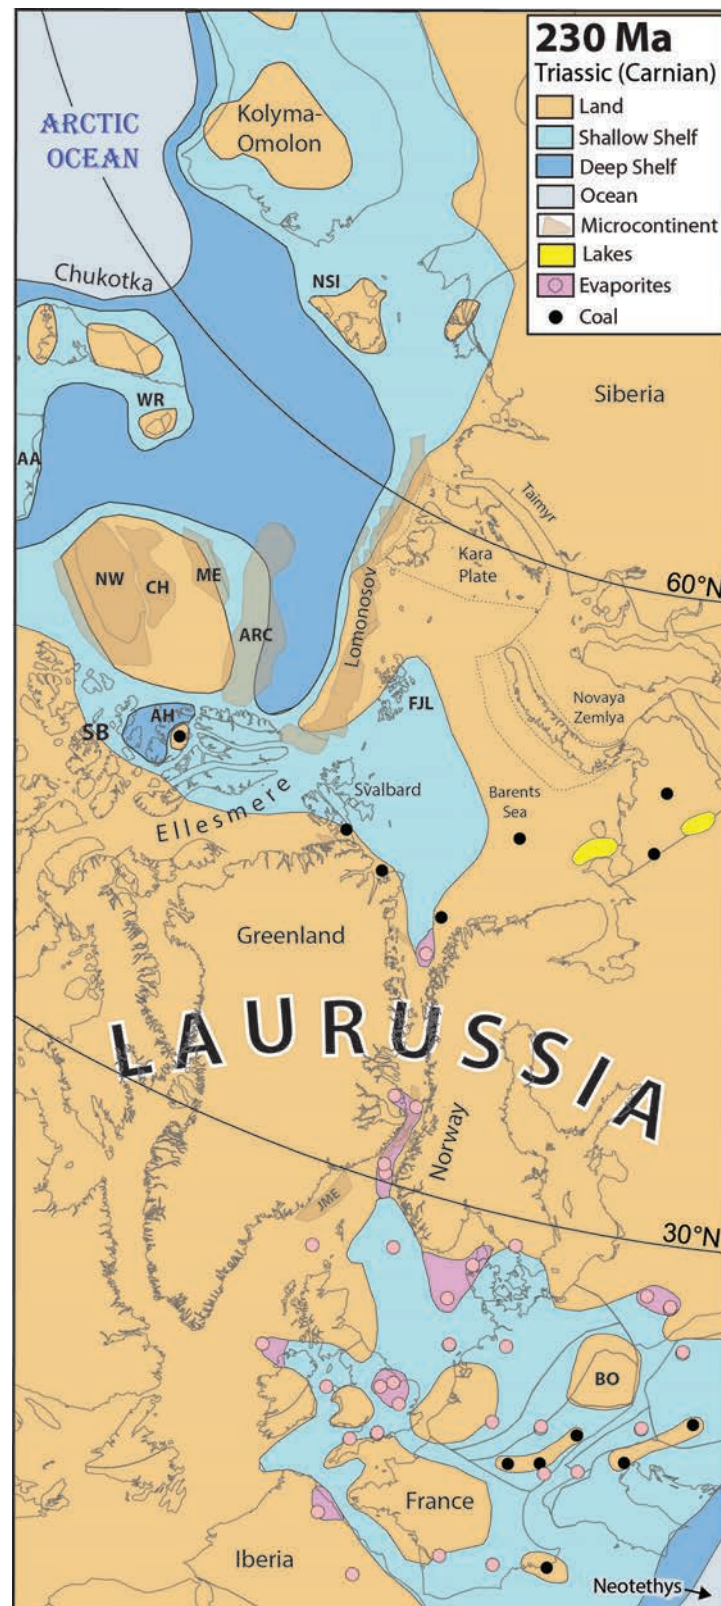 230 Ma
Triassic (Carnian)
Land
Shallow Shelf
Deep Shelf
Ocean
Microcontinent
Lakes
Evaporites
Coal
ARCTIC
OCEAN
Kolyma-
Omolon
Chukotka
NSI
Siberia
WR
AA
Taimyr
Kara
Plate
60°N
NW
CH
ME
ARC
Lomonosov
FJL
Novaya
Zemlya
SB
AH
Ellesmere
Svalbard
Barents
Sea
Greenland
LAURUSSIA
Norway
JME
30°N
BO
France
Iberia
Neotethys